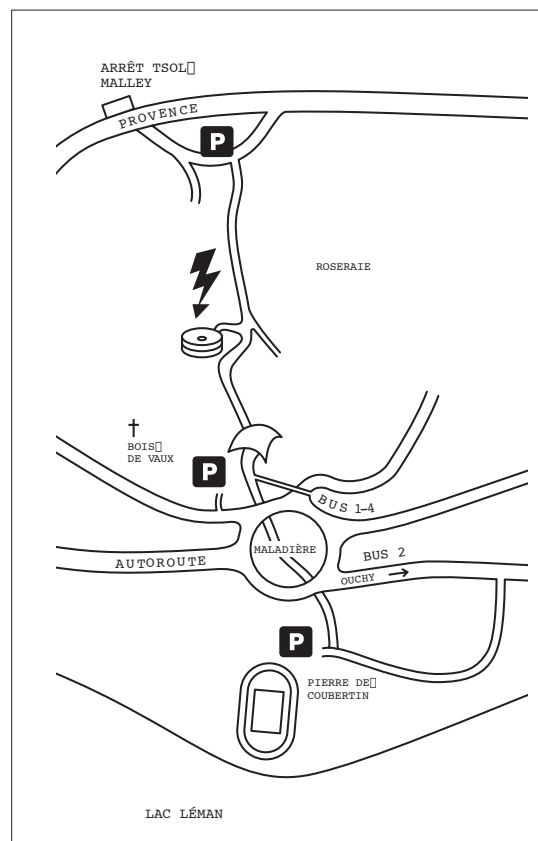 ARRÊT TSOL▯
MALLEY
PROVENCE
P
ROSERAIE
BOIS▯
DE VAUX
P
BUS 1-4
MALADIÈRE
BUS 2
AUTOROUTE
OUCHY
P
PIERRE DE▯
COUBERTIN
LAC LÉMAN